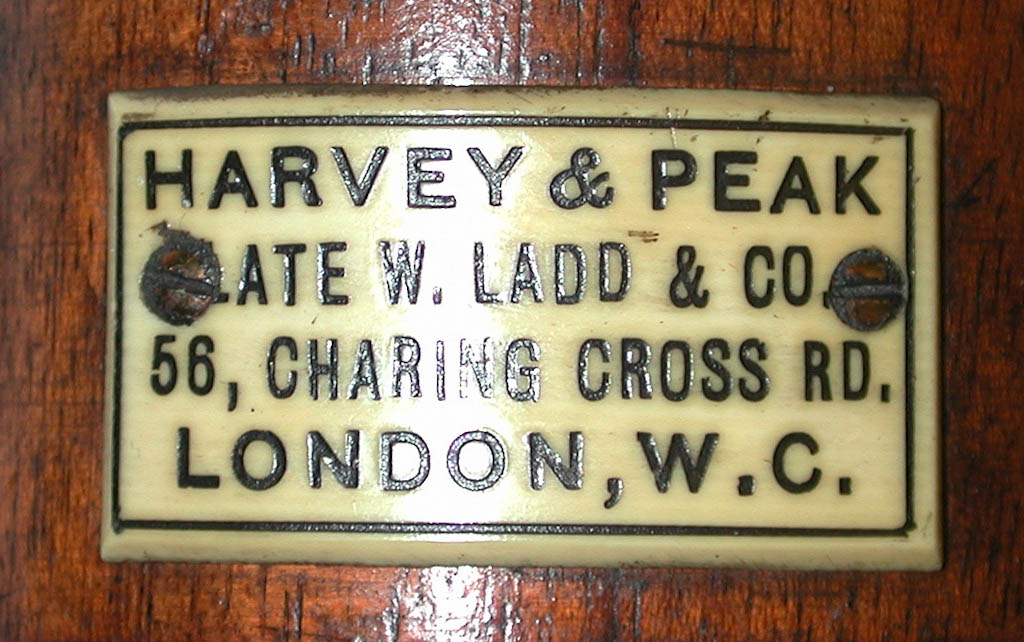 HARVEY & PEAK
LATE W. LADD & CO.
56, CHARING CROSS RD.
LONDON, W.C.